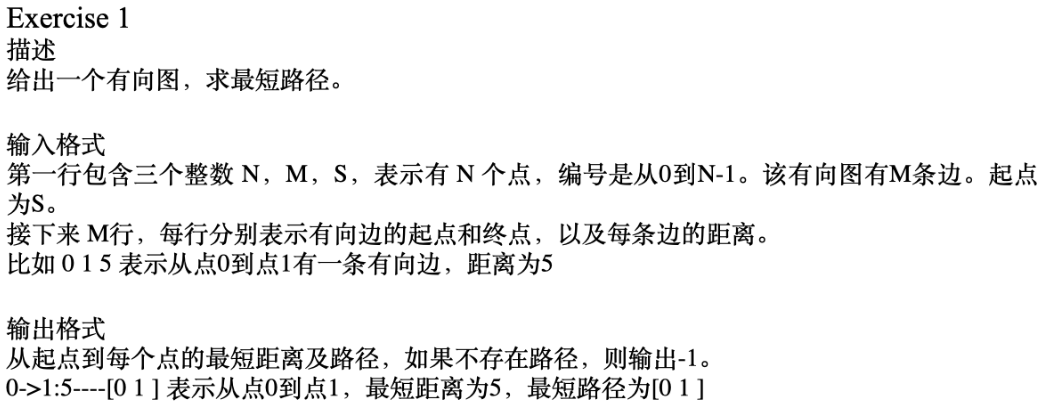 Exercise 1
描述
给出一个有向图，求最短路径。
输入格式
第一行包含三个整数 N，M，S，表示有 N 个点，编号是从0到N-1。该有向图有M条边。起点
为S。
接下来 M行，每行分别表示有向边的起点和终点，以及每条边的距离。
比如 0 1 5 表示从点0到点1有一条有向边，距离为5
输出格式
从起点到每个点的最短距离及路径，如果不存在路径，则输出-1。
0->1:5----[0 1 ] 表示从点0到点1，最短距离为5，最短路径为[0 1 ]